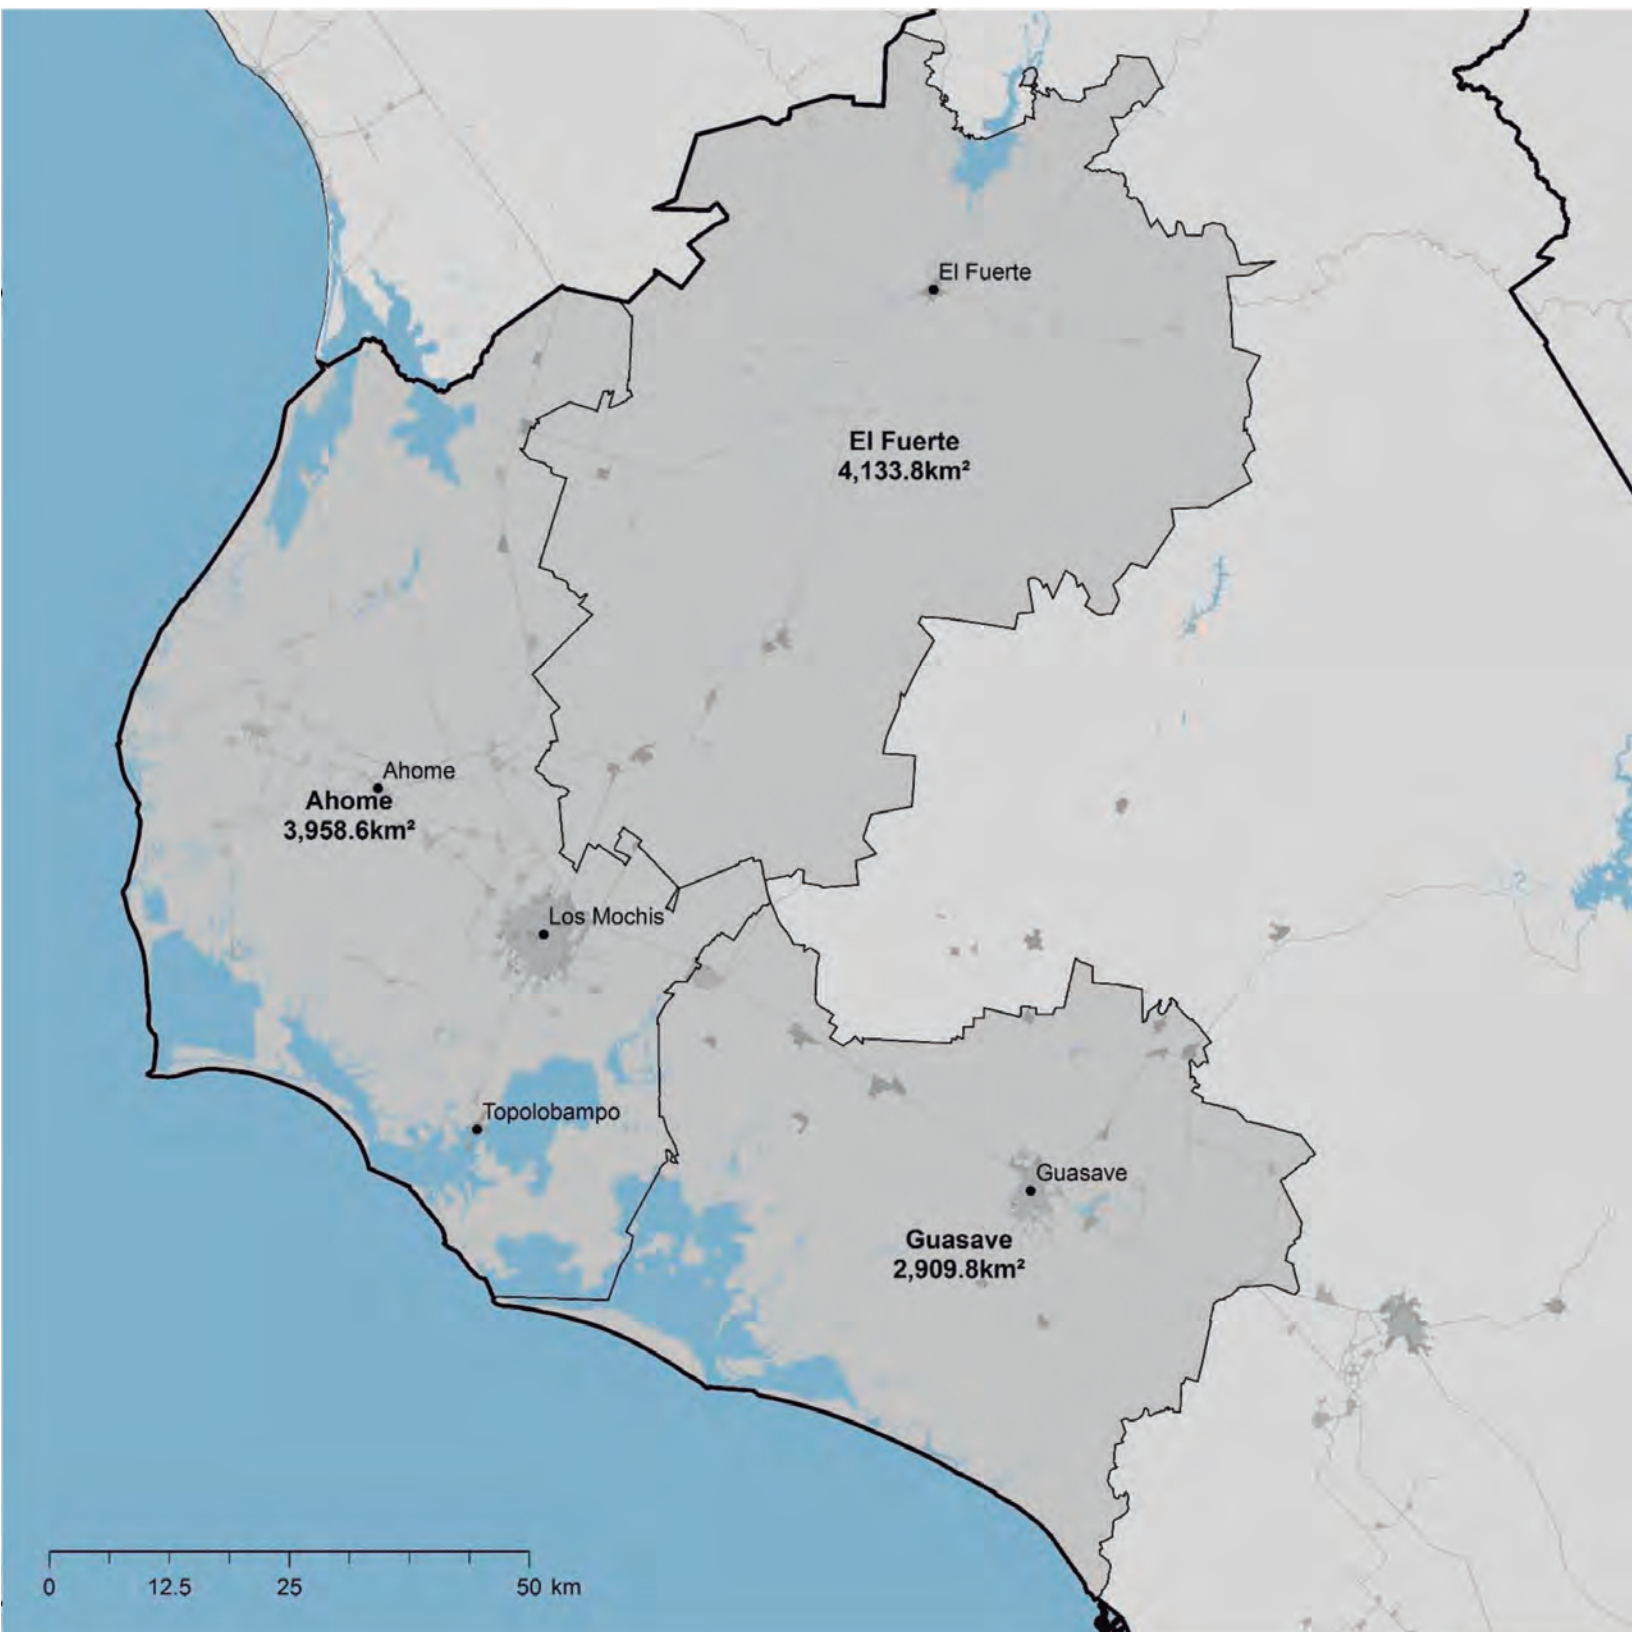 El Fuerte
El Fuerte
4,133.8km²
Ahome
Ahome
3,958.6km²
Los Mochis
Topolobampo
Guasave
Guasave
2,909.8km²
0 12.5 25 50 km